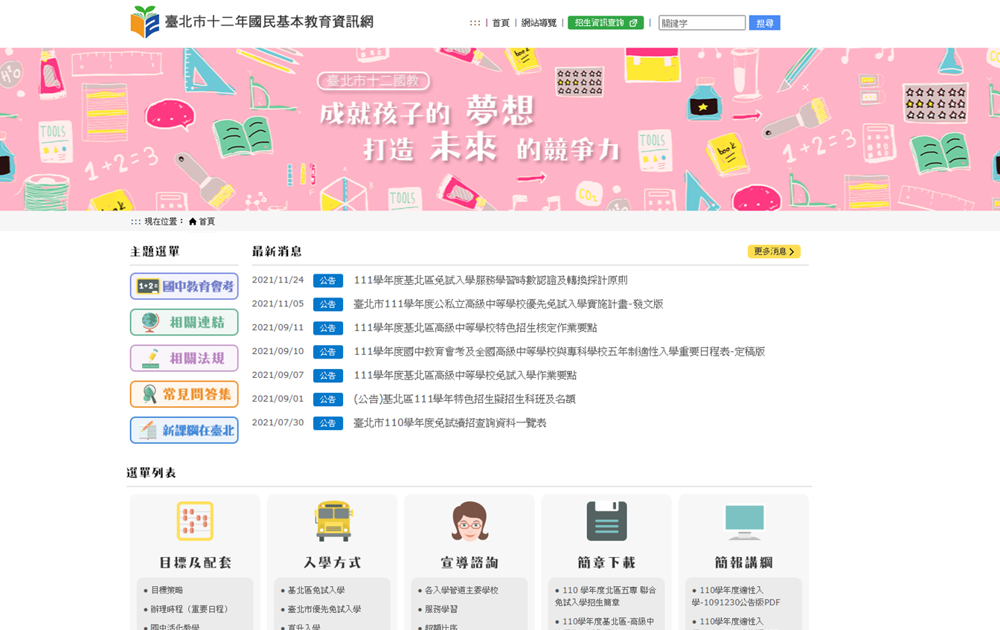 臺北市十二年國民基本教育資訊網
::: | 首頁 | 網站導覽 | 招生資訊查詢 | 關鍵字 搜尋
臺北市十二國教
成就孩子的 夢想
打造 未來 的競爭力
H2O
TOOLS
1+2=3
book
book
TOOLS
CO2
TOOLS
book
1+2=3
::: 現在位置： 首頁
主題選單
1+2= 國中教育會考
相關連結
相關法規
常見問答集
新課綱在臺北
最新消息
更多消息
2021/11/24 公告 111學年度基北區免試入學服務學習時數認證及轉換採計原則
2021/11/05 公告 臺北市111學年度公私立高級中等學校優先免試入學實施計畫-發文版
2021/09/11 公告 111學年度基北區高級中等學校特色招生核定作業要點
2021/09/10 公告 111學年度國中教育會考及全國高級中等學校與專科學校五年制適性入學重要日程表-定稿版
2021/09/07 公告 111學年度基北區高級中等學校免試入學作業要點
2021/09/01 公告 (公告)基北區111學年特色招生擬招生科班及名額
2021/07/30 公告 臺北市110學年度免試續招查詢資料一覽表
選單列表
目標及配套
目標策略
辦理時程（重要日程）
國中活化教學
入學方式
基北區免試入學
臺北市優先免試入學
直升入學
宣導諮詢
各入學管道主委學校
服務學習
超額比序
簡章下載
110 學年度北區五專 聯合
免試入學招生簡章
110學年度基北區-高級中
簡報講綱
110學年度適性入
學-1091230公告版PDF
110學年度適性入